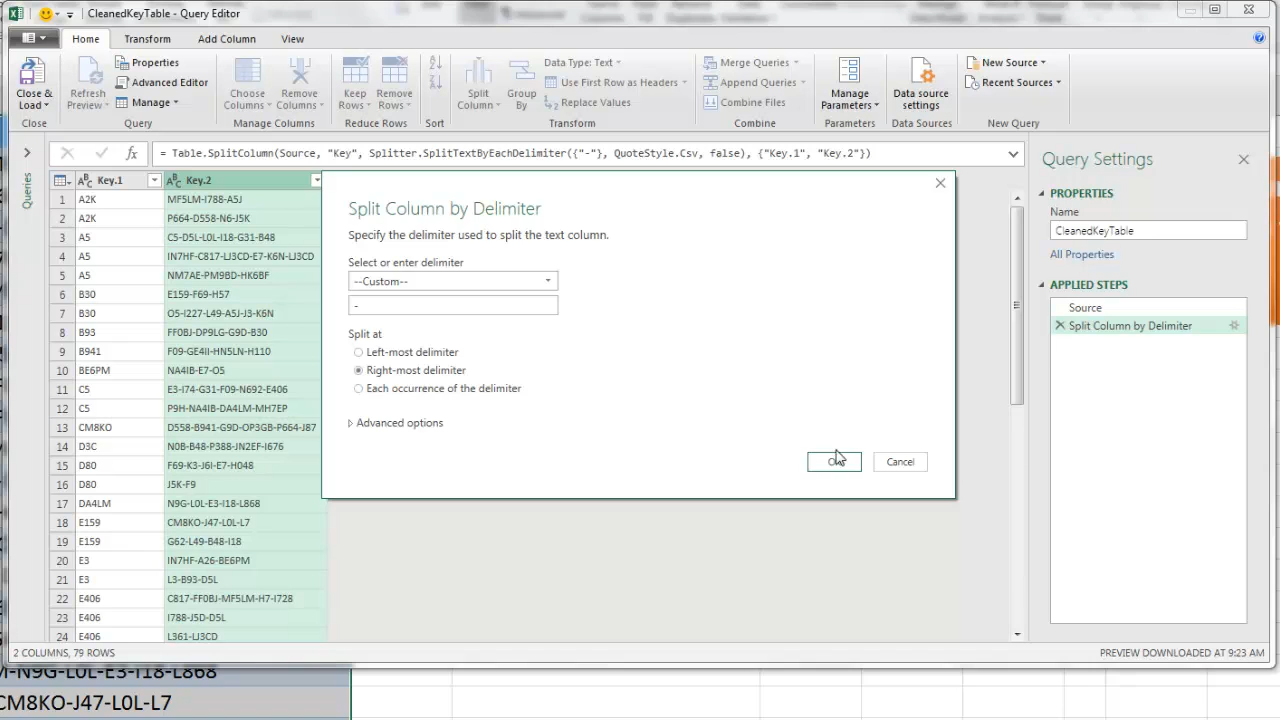 CleanedKeyTable - Query Editor
Home Transform Add Column View
Close & Load
Refresh Preview
Properties
Advanced Editor
Manage
Choose Columns
Remove Columns
Keep Rows
Remove Rows
Split Column
Group By
Data Type: Text
Use First Row as Headers
Replace Values
Merge Queries
Append Queries
Combine Files
Manage Parameters
Data source settings
New Source
Recent Sources
Close Query Manage Columns Reduce Rows Sort Transform Combine Parameters Data Sources New Query
= Table.SplitColumn(Source, "Key", Splitter.SplitTextByEachDelimiter({"-"}, QuoteStyle.Csv, false), {"Key.1", "Key.2"})
Queries
Key.1 Key.2
1 A2K MF5LM-I788-A5J
2 A2K P664-D558-N6-J5K
3 A5 C5-D5L-L0L-I18-G31-B48
4 A5 IN7HF-C817-LJ3CD-E7-K6N-LJ3CD
5 A5 NM7AE-PM9BD-HK6BF
6 B30 E159-F69-H57
7 B30 O5-I227-L49-A5J-J3-K6N
8 B93 FF0BJ-DP9LG-G9D-B30
9 B941 F09-GE4II-HN5LN-H110
10 BE6PM NA4IB-E7-O5
11 C5 E3-I74-G31-F09-N692-E406
12 C5 P9H-NA4IB-DA4LM-MH7EP
13 CM8KO D558-B941-G9D-OP3GB-P664-J87
14 D3C N0B-B48-P388-JN2EF-I676
15 D80 F69-K3-J6I-E7-H048
16 D80 J5K-F9
17 DA4LM N9G-L0L-E3-I18-L868
18 E159 CM8KO-J47-L0L-L7
19 E159 G62-L49-B48-I18
20 E3 IN7HF-A26-BE6PM
21 E3 L3-B93-D5L
22 E406 C817-FF0BJ-MF5LM-H7-I728
23 E406 I788-J5D-D5L
24 E406 L361-LJ3CD
Split Column by Delimiter
Specify the delimiter used to split the text column.
Select or enter delimiter
--Custom--
-
Split at
Left-most delimiter
Right-most delimiter
Each occurrence of the delimiter
Advanced options
Cancel
Query Settings
PROPERTIES
Name
CleanedKeyTable
All Properties
APPLIED STEPS
Source
Split Column by Delimiter
2 COLUMNS, 79 ROWS
PREVIEW DOWNLOADED AT 9:23 AM
-N9G-L0L-E3-I18-L868
CM8KO-J47-L0L-L7